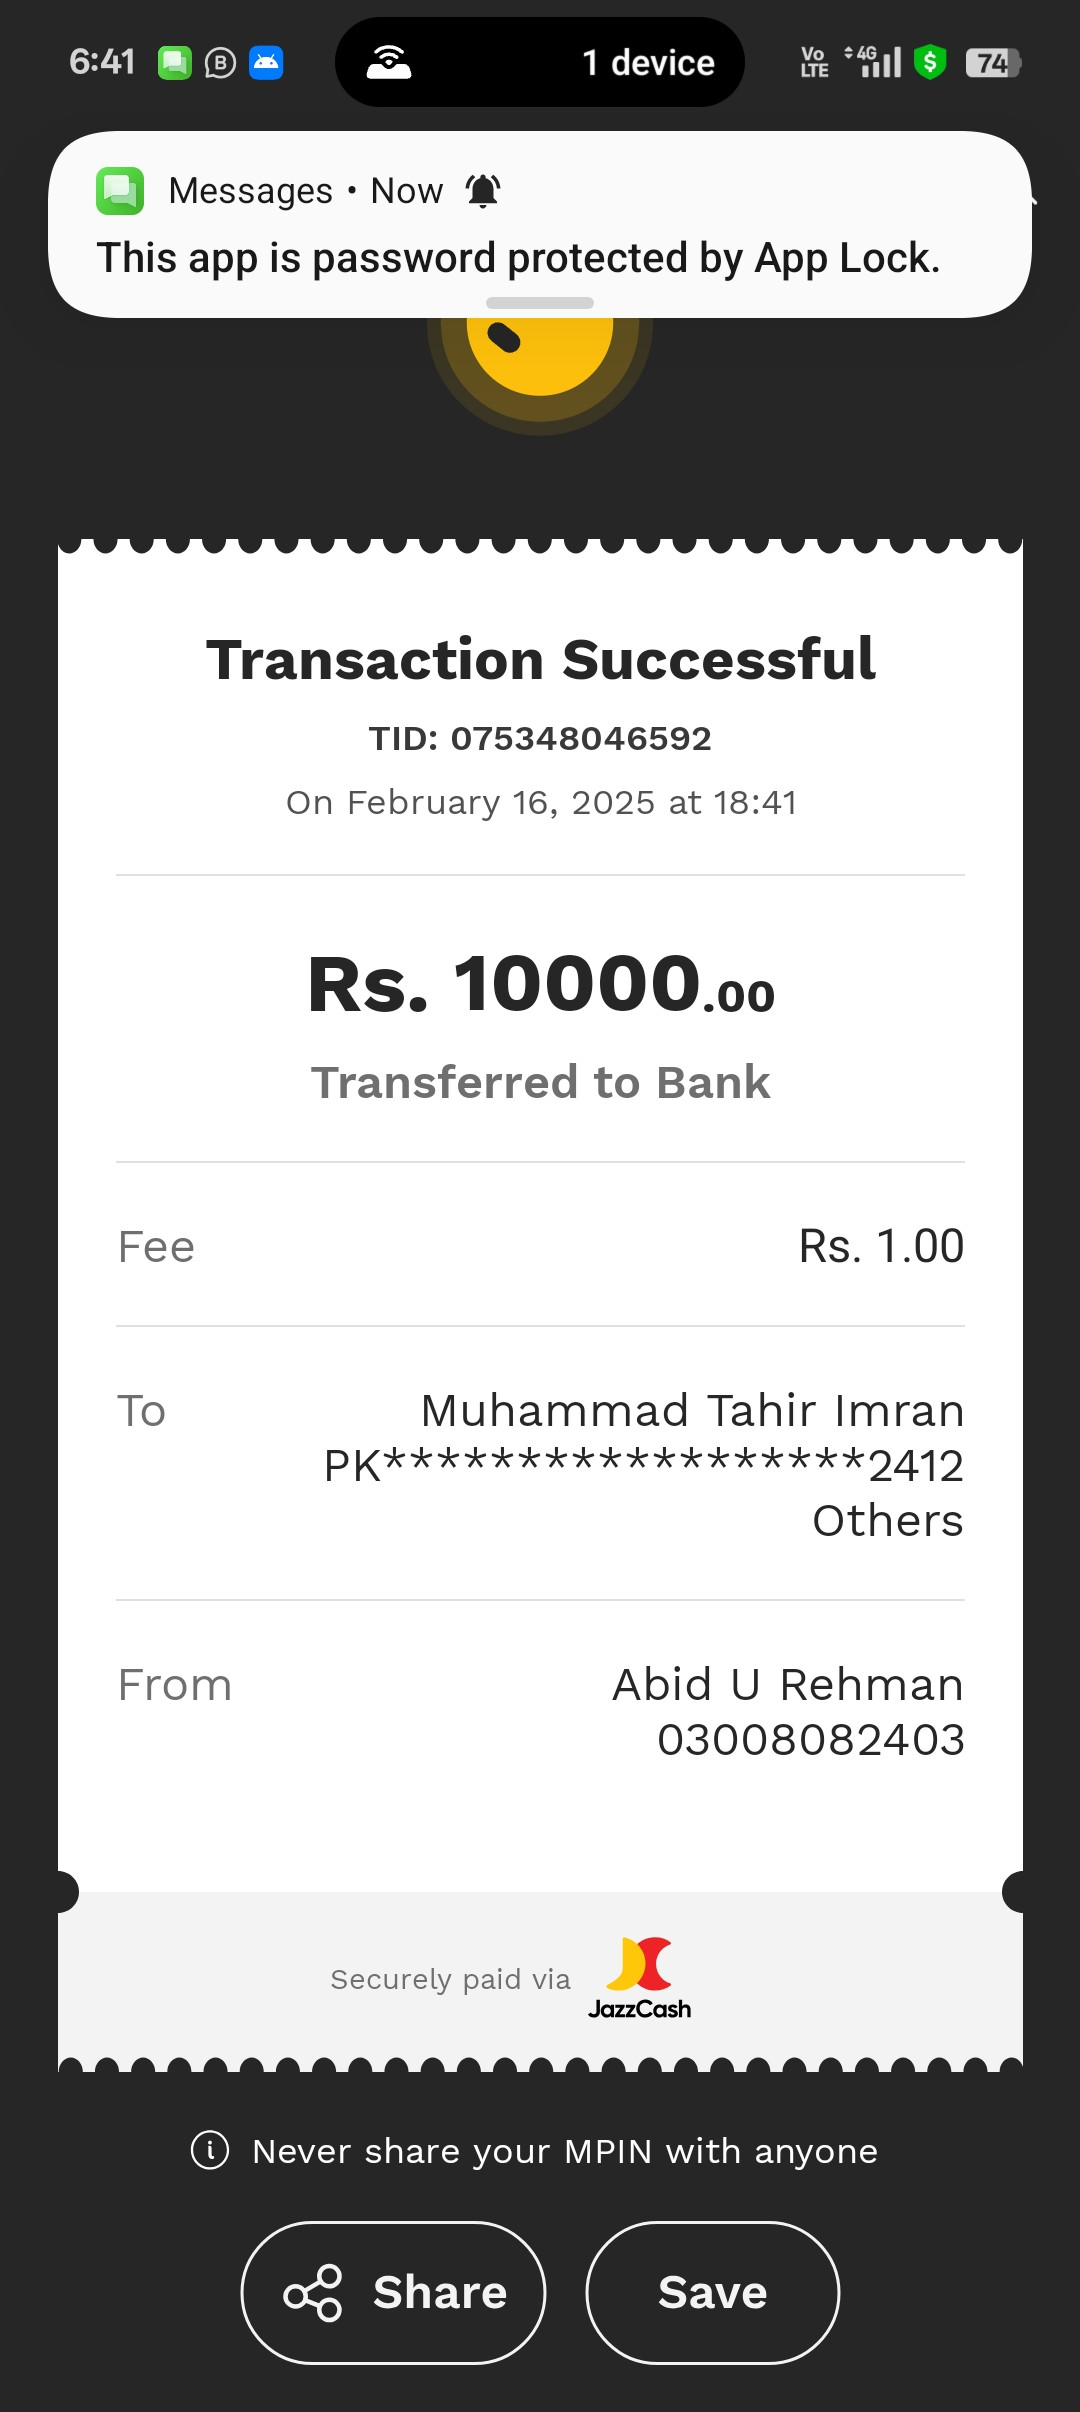 6:41
B
1 device
Vo LTE
4G
$
74
Messages • Now
This app is password protected by App Lock.
Transaction Successful
TID: 075348046592
On February 16, 2025 at 18:41
Rs. 10000.00
Transferred to Bank
Fee Rs. 1.00
To Muhammad Tahir Imran
PK******************2412
Others
From Abid U Rehman
03008082403
Securely paid via JazzCash
Never share your MPIN with anyone
Share Save